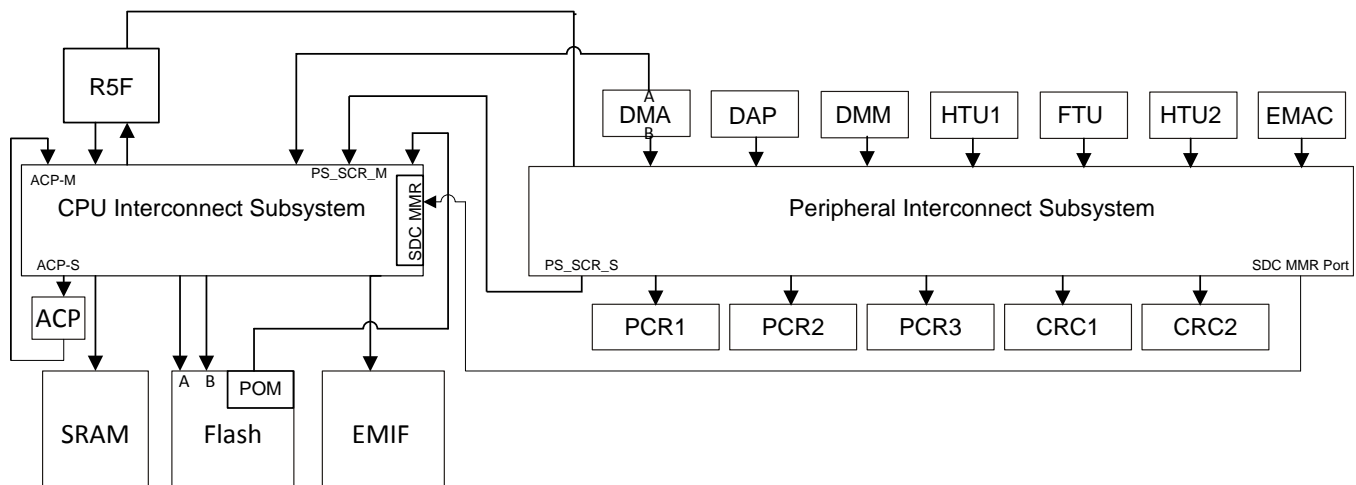 R5F
A
DMA
B
DAP
DMM
HTU1
FTU
HTU2
EMAC
ACP-M
PS_SCR_M
CPU Interconnect Subsystem
SDC MMR
ACP-S
Peripheral Interconnect Subsystem
PS_SCR_S
SDC MMR Port
ACP
PCR1
PCR2
PCR3
CRC1
CRC2
A
B
POM
SRAM
Flash
EMIF